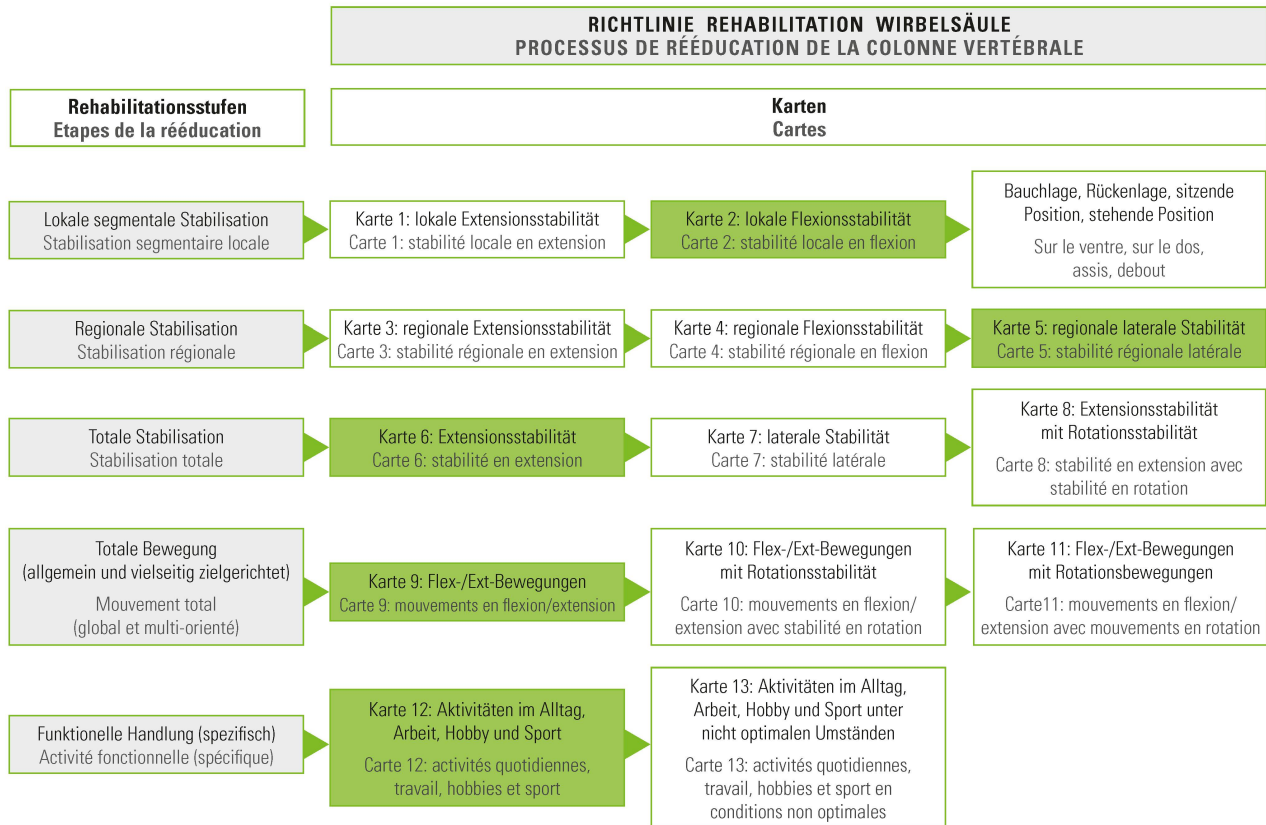 RICHTLINIE REHABILITATION WIRBELSÄULE
PROCESSUS DE RÉÉDUCATION DE LA COLONNE VERTÉBRALE
Rehabilitationsstufen
Etapes de la rééducation
Karten
Cartes
Lokale segmentale Stabilisation
Stabilisation segmentaire locale
Karte 1: lokale Extensionsstabilität
Carte 1: stabilité locale en extension
Karte 2: lokale Flexionsstabilität
Carte 2: stabilité locale en flexion
Bauchlage, Rückenlage, sitzende
Position, stehende Position
Sur le ventre, sur le dos,
assis, debout
Regionale Stabilisation
Stabilisation régionale
Karte 3: regionale Extensionsstabilität
Carte 3: stabilité régionale en extension
Karte 4: regionale Flexionsstabilität
Carte 4: stabilité régionale en flexion
Karte 5: regionale laterale Stabilität
Carte 5: stabilité régionale latérale
Totale Stabilisation
Stabilisation totale
Karte 6: Extensionsstabilität
Carte 6: stabilité en extension
Karte 7: laterale Stabilität
Carte 7: stabilité latérale
Karte 8: Extensionsstabilität
mit Rotationsstabilität
Carte 8: stabilité en extension avec
stabilité en rotation
Totale Bewegung
(allgemein und vielseitig zielgerichtet)
Mouvement total
(global et multi-orienté)
Karte 9: Flex-/Ext-Bewegungen
Carte 9: mouvements en flexion/extension
Karte 10: Flex-/Ext-Bewegungen
mit Rotationsstabilität
Carte 10: mouvements en flexion/
extension avec stabilité en rotation
Karte 11: Flex-/Ext-Bewegungen
mit Rotationsbewegungen
Carte11: mouvements en flexion/
extension avec mouvements en rotation
Funktionelle Handlung (spezifisch)
Activité fonctionnelle (spécifique)
Karte 12: Aktivitäten im Alltag,
Arbeit, Hobby und Sport
Carte 12: activités quotidiennes,
travail, hobbies et sport
Karte 13: Aktivitäten im Alltag,
Arbeit, Hobby und Sport unter
nicht optimalen Umständen
Carte 13: activités quotidiennes,
travail, hobbies et sport en
conditions non optimales